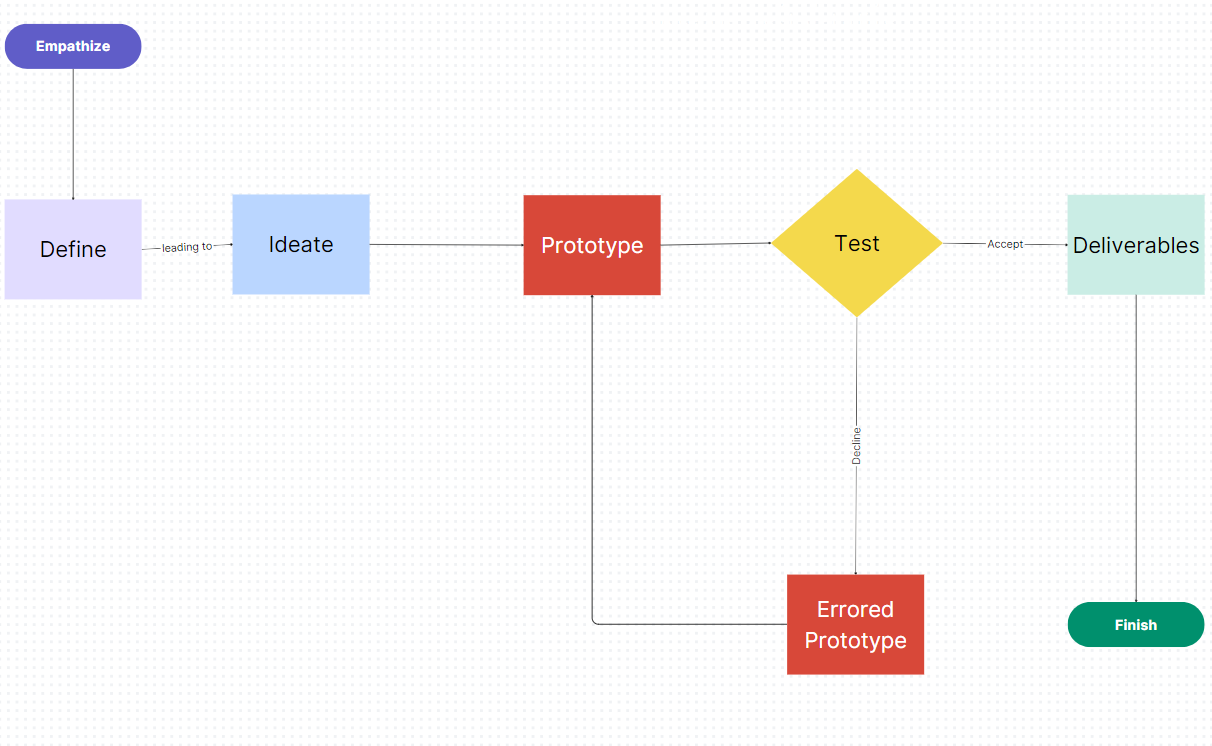 Empathize
Define
leading to
Ideate
Prototype
Test
Accept
Deliverables
Decline
Errored
Prototype
Finish